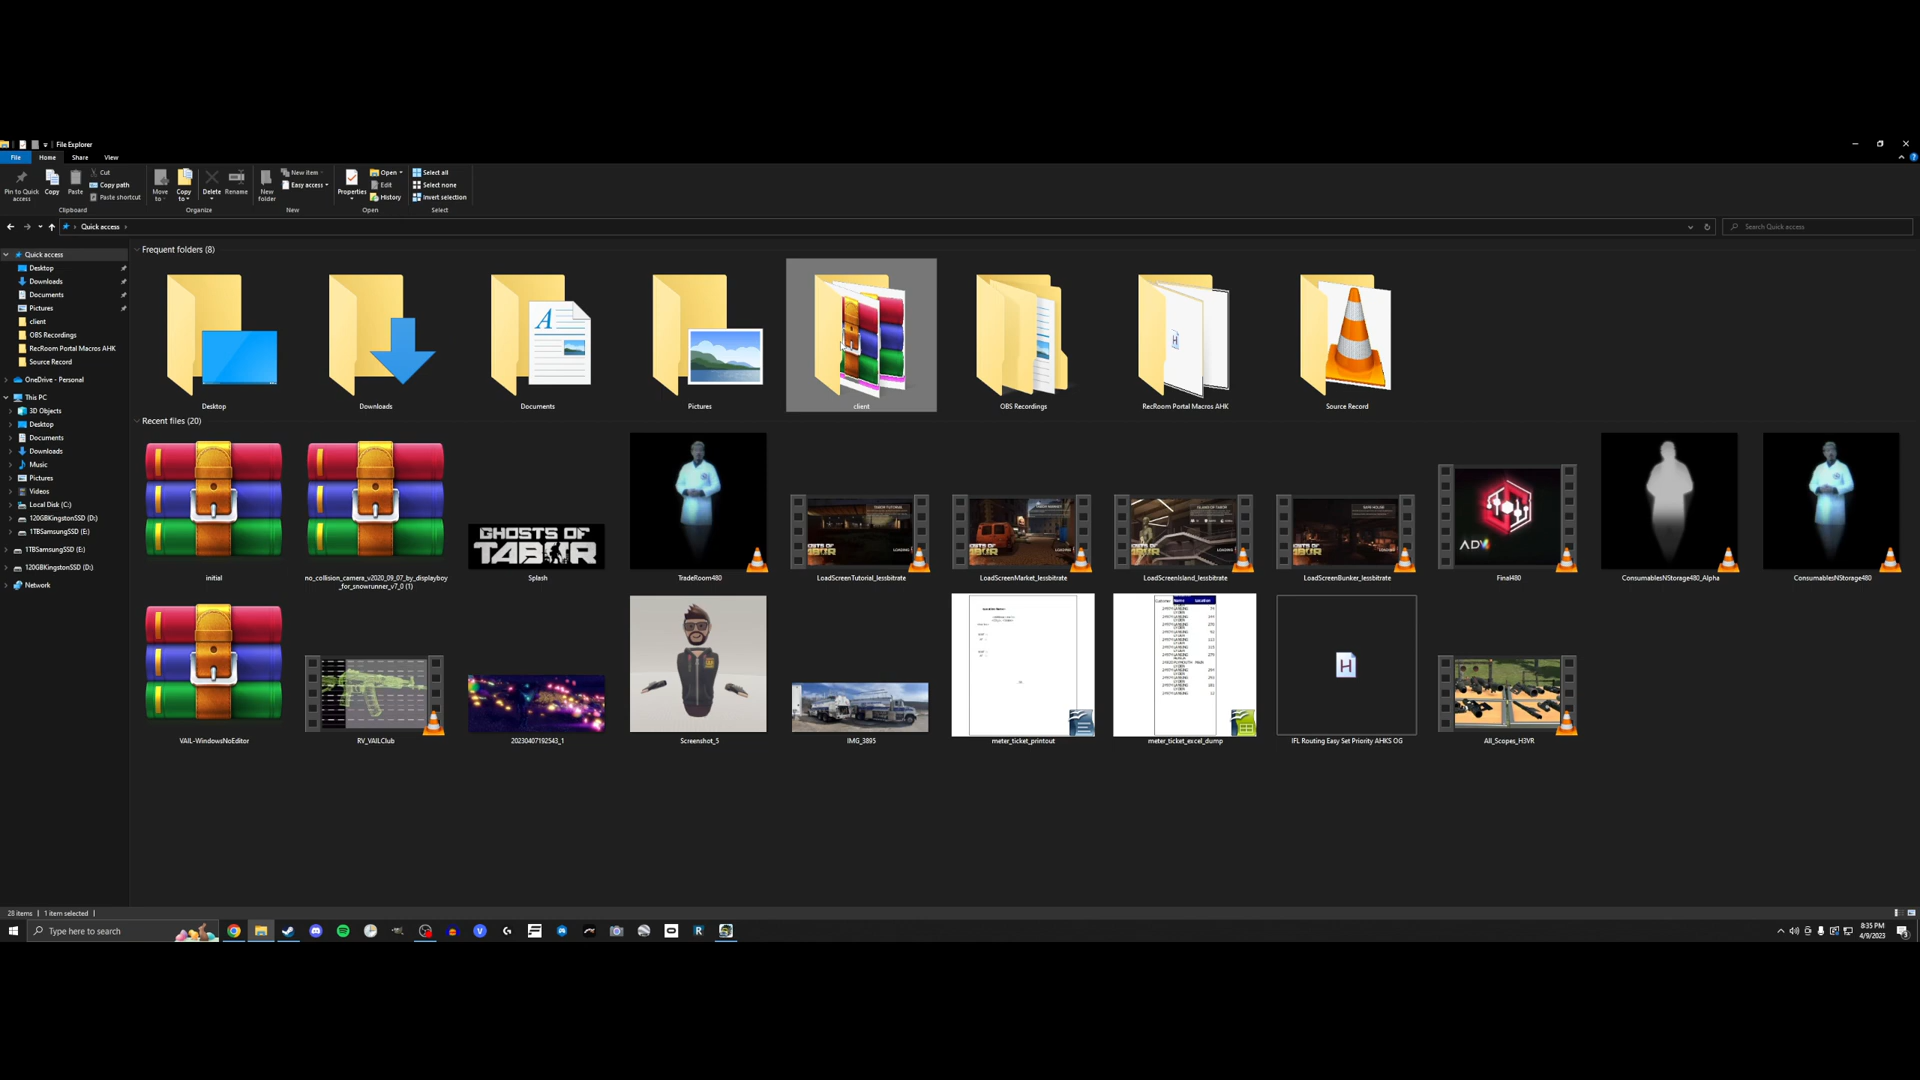 File Explorer
File
Home
Share
View
Pin to Quick access
Copy
Paste
Cut
Copy path
Paste shortcut
Clipboard
Move to
Copy to
Delete
Rename
Organize
New folder
New item
Easy access
New
Properties
Open
Edit
History
Open
Select all
Select none
Invert selection
Select
Quick access
Search Quick access
Quick access
Desktop
Downloads
Documents
Pictures
client
OBS Recordings
RecRoom Portal Macros AHK
Source Record
OneDrive - Personal
This PC
3D Objects
Desktop
Documents
Downloads
Music
Pictures
Videos
Local Disk (C:)
120GBKingstonSSD (D:)
1TBSamsungSSD (E:)
1TBSamsungSSD (E:)
120GBKingstonSSD (D:)
Network
Frequent folders (8)
Desktop
Downloads
Documents
Pictures
client
OBS Recordings
RecRoom Portal Macros AHK
Source Record
Recent files (20)
GHOSTS OF
TABOR
LOADING
LOADING
LOADING
LOADING
ADV
initial
no_collision_camera_v2020_09_07_by_displayboy
_for_snowrunner_v7_0 (1)
Splash
TradeRoom480
LoadScreenTutorial_lessbitrate
LoadScreenMarket_lessbitrate
LoadScreenIsland_lessbitrate
LoadScreenBunker_lessbitrate
Final480
ConsumablesNStorage480_Alpha
ConsumablesNStorage480
VAIL-WindowsNoEditor
RV_VAILClub
20230407192543_1
Screenshot_5
IMG_3895
meter_ticket_printout
meter_ticket_excel_dump
IFL Routing Easy Set Priority AHKS OG
All_Scopes_H3VR
28 items
1 item selected
Type here to search
8:35 PM
4/9/2023